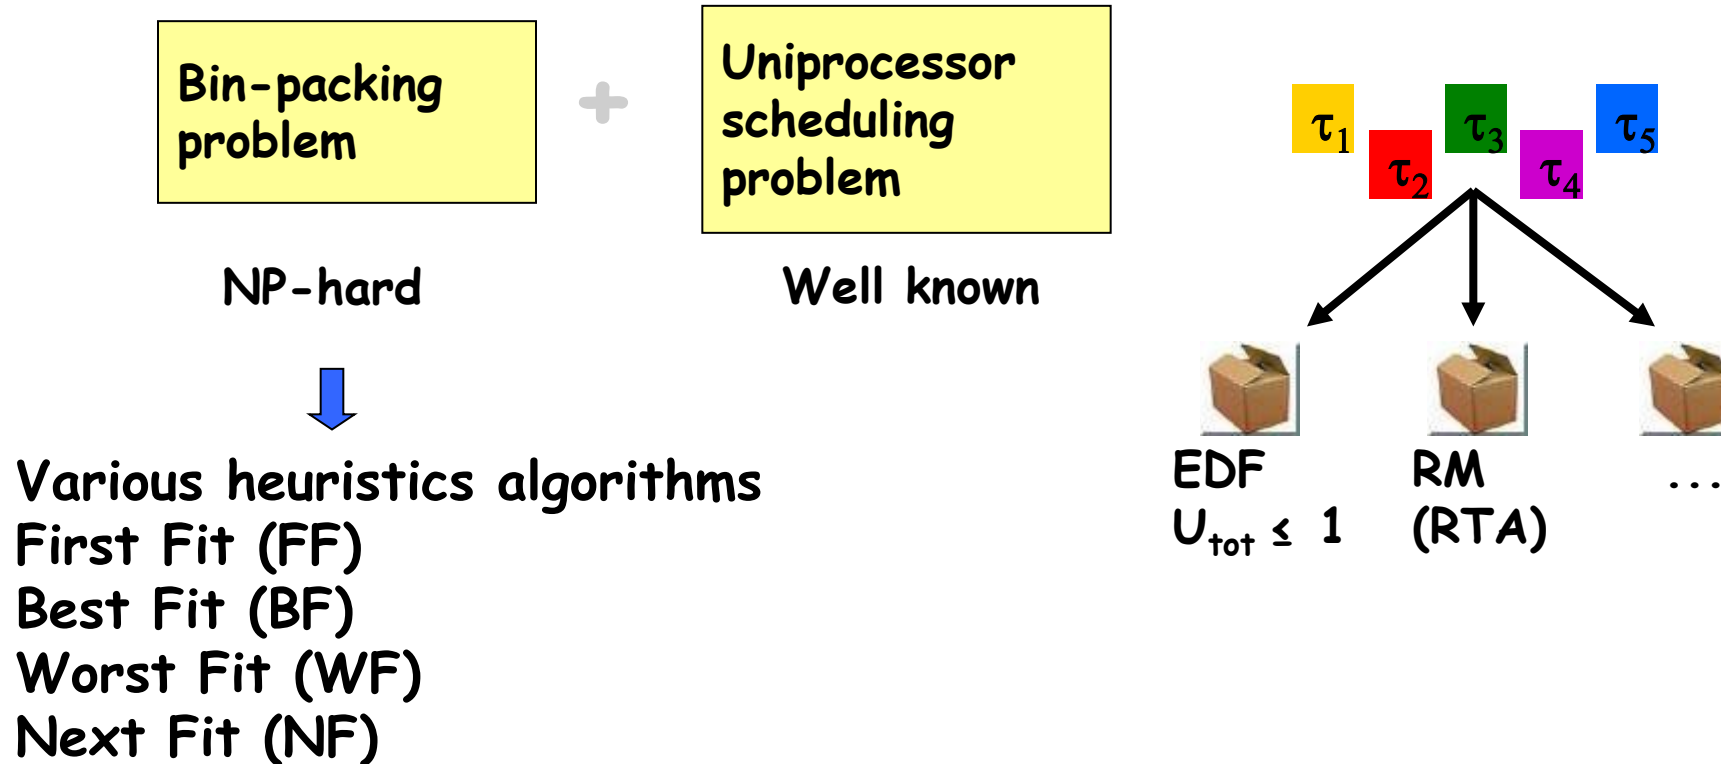 Bin-packing
problem
+
Uniprocessor
scheduling
problem
NP-hard
Well known
Various heuristics algorithms
First Fit (FF)
Best Fit (BF)
Worst Fit (WF)
Next Fit (NF)
τ1
τ2
τ3
τ4
τ5
EDF
Utot ≤ 1
RM
(RTA)
...